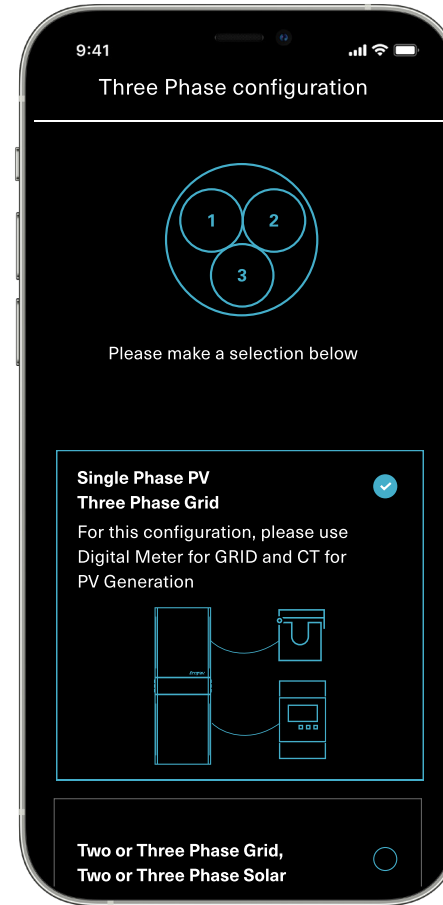 9:41
Three Phase configuration
1
2
3
Please make a selection below
Single Phase PV
Three Phase Grid
For this configuration, please use
Digital Meter for GRID and CT for
PV Generation
Two or Three Phase Grid,
Two or Three Phase Solar